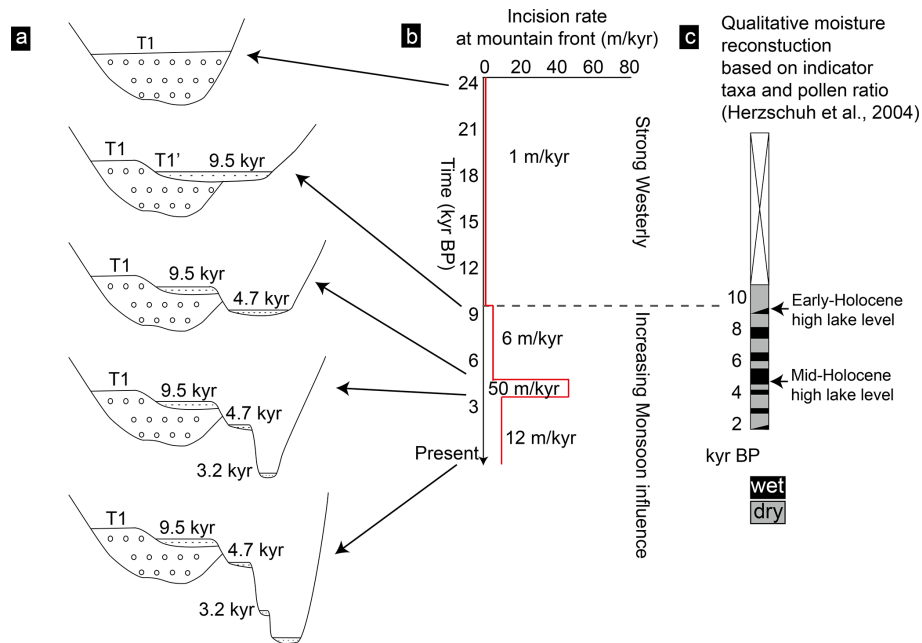 a
T1
T1
T1'
9.5 kyr
T1
9.5 kyr
4.7 kyr
T1
9.5 kyr
4.7 kyr
3.2 kyr
T1
9.5 kyr
4.7 kyr
3.2 kyr
b
Incision rate
at mountain front (m/kyr)
0 20 40 60 80
Time (kyr BP)
24
21
18
15
12
9
6
3
Present
1 m/kyr
6 m/kyr
50 m/kyr
12 m/kyr
Strong Westerly
Increasing Monsoon influence
c
Qualitative moisture
reconstuction
based on indicator
taxa and pollen ratio
(Herzschuh et al., 2004)
10
8
6
4
2
kyr BP
Early-Holocene
high lake level
Mid-Holocene
high lake level
wet
dry